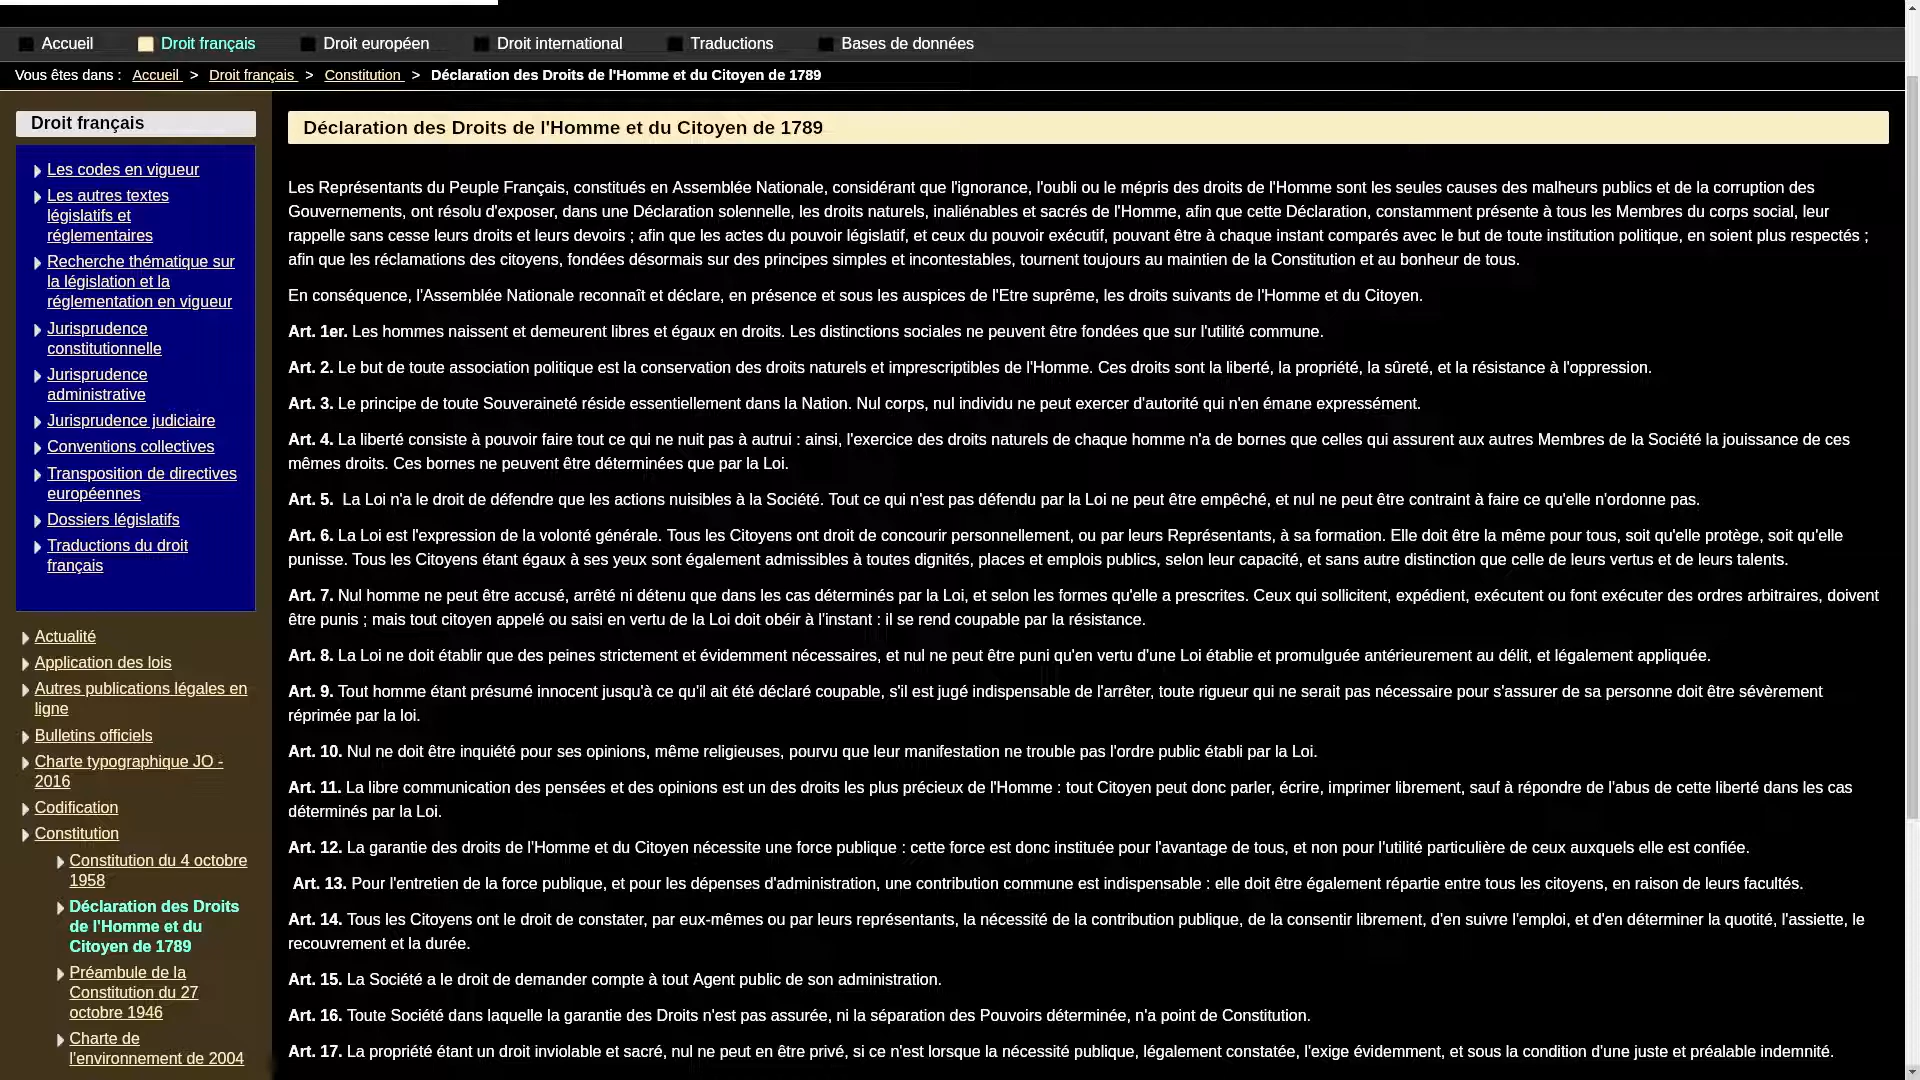 Accueil Droit français Droit européen Droit international Traductions Bases de données
Vous êtes dans : Accueil > Droit français > Constitution > Déclaration des Droits de l'Homme et du Citoyen de 1789
Droit français
Les codes en vigueur
Les autres textes
législatifs et
réglementaires
Recherche thématique sur
la législation et la
réglementation en vigueur
Jurisprudence
constitutionnelle
Jurisprudence
administrative
Jurisprudence judiciaire
Conventions collectives
Transposition de directives
européennes
Dossiers législatifs
Traductions du droit
français
Actualité
Application des lois
Autres publications légales en
ligne
Bulletins officiels
Charte typographique JO -
2016
Codification
Constitution
Constitution du 4 octobre
1958
Déclaration des Droits
de l'Homme et du
Citoyen de 1789
Préambule de la
Constitution du 27
octobre 1946
Charte de
l'environnement de 2004
Déclaration des Droits de l'Homme et du Citoyen de 1789
Les Représentants du Peuple Français, constitués en Assemblée Nationale, considérant que l'ignorance, l'oubli ou le mépris des droits de l'Homme sont les seules causes des malheurs publics et de la corruption des
Gouvernements, ont résolu d'exposer, dans une Déclaration solennelle, les droits naturels, inaliénables et sacrés de l'Homme, afin que cette Déclaration, constamment présente à tous les Membres du corps social, leur
rappelle sans cesse leurs droits et leurs devoirs ; afin que les actes du pouvoir législatif, et ceux du pouvoir exécutif, pouvant être à chaque instant comparés avec le but de toute institution politique, en soient plus respectés ;
afin que les réclamations des citoyens, fondées désormais sur des principes simples et incontestables, tournent toujours au maintien de la Constitution et au bonheur de tous.
En conséquence, l'Assemblée Nationale reconnaît et déclare, en présence et sous les auspices de l'Etre suprême, les droits suivants de l'Homme et du Citoyen.
Art. 1er. Les hommes naissent et demeurent libres et égaux en droits. Les distinctions sociales ne peuvent être fondées que sur l'utilité commune.
Art. 2. Le but de toute association politique est la conservation des droits naturels et imprescriptibles de l'Homme. Ces droits sont la liberté, la propriété, la sûreté, et la résistance à l'oppression.
Art. 3. Le principe de toute Souveraineté réside essentiellement dans la Nation. Nul corps, nul individu ne peut exercer d'autorité qui n'en émane expressément.
Art. 4. La liberté consiste à pouvoir faire tout ce qui ne nuit pas à autrui : ainsi, l'exercice des droits naturels de chaque homme n'a de bornes que celles qui assurent aux autres Membres de la Société la jouissance de ces
mêmes droits. Ces bornes ne peuvent être déterminées que par la Loi.
Art. 5. La Loi n'a le droit de défendre que les actions nuisibles à la Société. Tout ce qui n'est pas défendu par la Loi ne peut être empêché, et nul ne peut être contraint à faire ce qu'elle n'ordonne pas.
Art. 6. La Loi est l'expression de la volonté générale. Tous les Citoyens ont droit de concourir personnellement, ou par leurs Représentants, à sa formation. Elle doit être la même pour tous, soit qu'elle protège, soit qu'elle
punisse. Tous les Citoyens étant égaux à ses yeux sont également admissibles à toutes dignités, places et emplois publics, selon leur capacité, et sans autre distinction que celle de leurs vertus et de leurs talents.
Art. 7. Nul homme ne peut être accusé, arrêté ni détenu que dans les cas déterminés par la Loi, et selon les formes qu'elle a prescrites. Ceux qui sollicitent, expédient, exécutent ou font exécuter des ordres arbitraires, doivent
être punis ; mais tout citoyen appelé ou saisi en vertu de la Loi doit obéir à l'instant : il se rend coupable par la résistance.
Art. 8. La Loi ne doit établir que des peines strictement et évidemment nécessaires, et nul ne peut être puni qu'en vertu d'une Loi établie et promulguée antérieurement au délit, et légalement appliquée.
Art. 9. Tout homme étant présumé innocent jusqu'à ce qu'il ait été déclaré coupable, s'il est jugé indispensable de l'arrêter, toute rigueur qui ne serait pas nécessaire pour s'assurer de sa personne doit être sévèrement
réprimée par la loi.
Art. 10. Nul ne doit être inquiété pour ses opinions, même religieuses, pourvu que leur manifestation ne trouble pas l'ordre public établi par la Loi.
Art. 11. La libre communication des pensées et des opinions est un des droits les plus précieux de l'Homme : tout Citoyen peut donc parler, écrire, imprimer librement, sauf à répondre de l'abus de cette liberté dans les cas
déterminés par la Loi.
Art. 12. La garantie des droits de l'Homme et du Citoyen nécessite une force publique : cette force est donc instituée pour l'avantage de tous, et non pour l'utilité particulière de ceux auxquels elle est confiée.
Art. 13. Pour l'entretien de la force publique, et pour les dépenses d'administration, une contribution commune est indispensable : elle doit être également répartie entre tous les citoyens, en raison de leurs facultés.
Art. 14. Tous les Citoyens ont le droit de constater, par eux-mêmes ou par leurs représentants, la nécessité de la contribution publique, de la consentir librement, d'en suivre l'emploi, et d'en déterminer la quotité, l'assiette, le
recouvrement et la durée.
Art. 15. La Société a le droit de demander compte à tout Agent public de son administration.
Art. 16. Toute Société dans laquelle la garantie des Droits n'est pas assurée, ni la séparation des Pouvoirs déterminée, n'a point de Constitution.
Art. 17. La propriété étant un droit inviolable et sacré, nul ne peut en être privé, si ce n'est lorsque la nécessité publique, légalement constatée, l'exige évidemment, et sous la condition d'une juste et préalable indemnité.